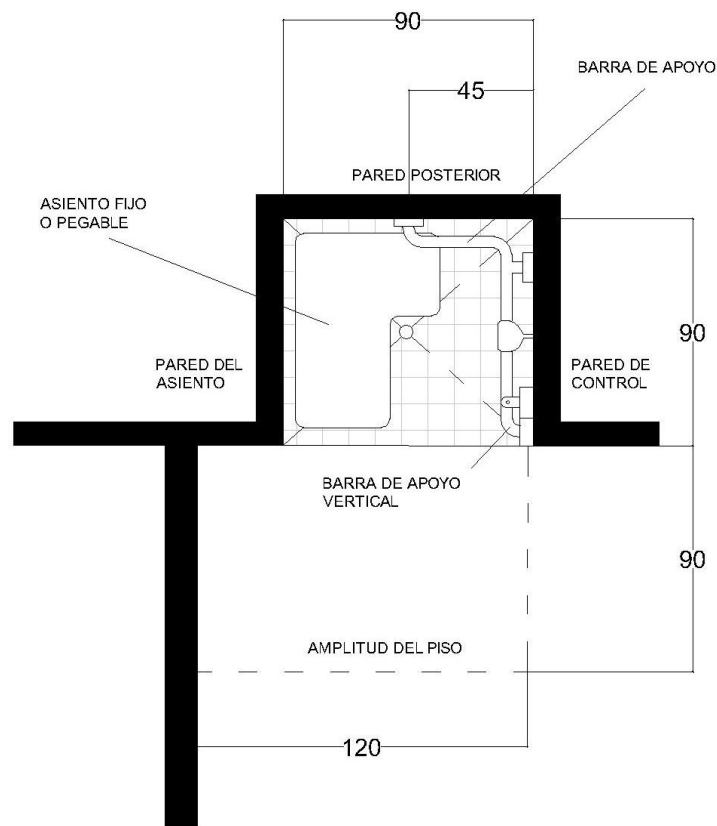 90
BARRA DE APOYO
45
PARED POSTERIOR
ASIENTO FIJO
O PEGABLE
90
PARED DEL
ASIENTO
PARED DE
CONTROL
BARRA DE APOYO
VERTICAL
90
AMPLITUD DEL PISO
120